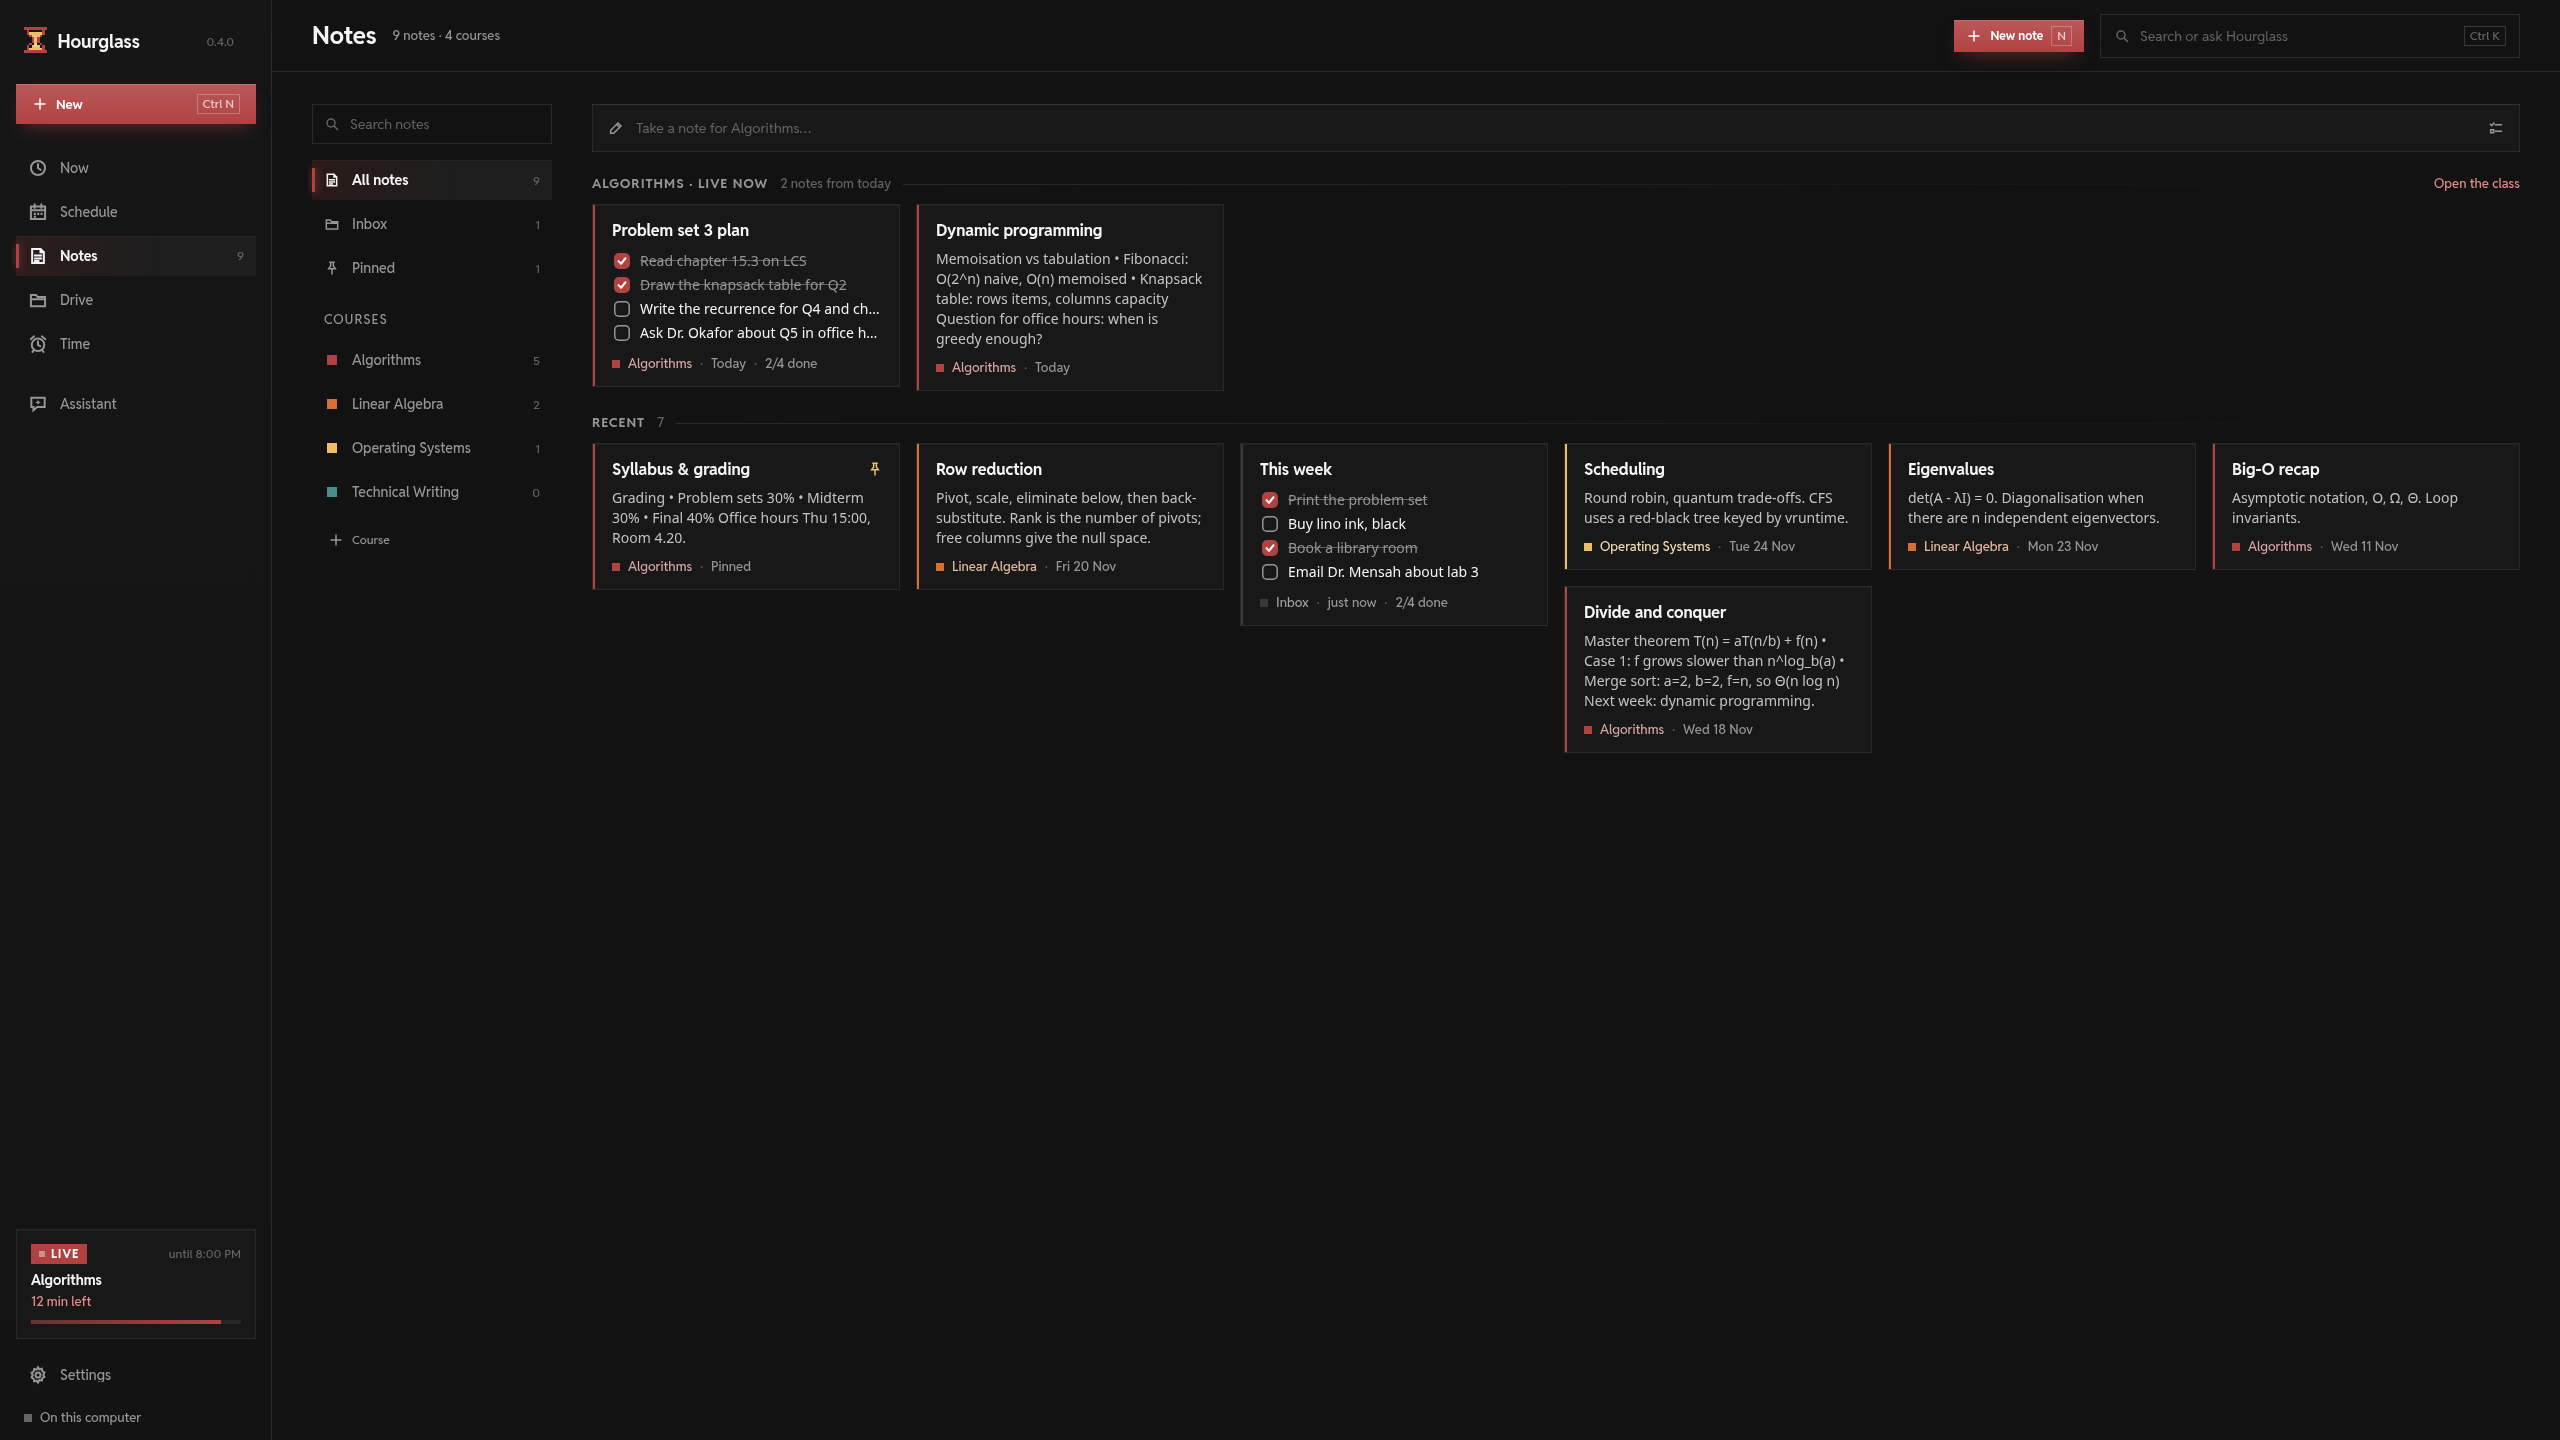 Hourglass
0.4.0
New
Ctrl N
Now
Schedule
Notes
9
Drive
Time
Assistant
LIVE
until 8:00 PM
Algorithms
12 min left
Settings
On this computer
Notes
9 notes · 4 courses
New note
N
Search or ask Hourglass
Ctrl K
Search notes
All notes
9
Inbox
1
Pinned
1
COURSES
Algorithms
5
Linear Algebra
2
Operating Systems
1
Technical Writing
0
Course
Take a note for Algorithms…
ALGORITHMS · LIVE NOW
2 notes from today
Open the class
Problem set 3 plan
Read chapter 15.3 on LCS
Draw the knapsack table for Q2
Write the recurrence for Q4 and ch…
Ask Dr. Okafor about Q5 in office h…
Algorithms · Today · 2/4 done
Dynamic programming
Memoisation vs tabulation • Fibonacci:
O(2^n) naive, O(n) memoised • Knapsack
table: rows items, columns capacity
Question for office hours: when is
greedy enough?
Algorithms · Today
RECENT
7
Syllabus & grading
Grading • Problem sets 30% • Midterm
30% • Final 40% Office hours Thu 15:00,
Room 4.20.
Algorithms · Pinned
Row reduction
Pivot, scale, eliminate below, then back-
substitute. Rank is the number of pivots;
free columns give the null space.
Linear Algebra · Fri 20 Nov
This week
Print the problem set
Buy lino ink, black
Book a library room
Email Dr. Mensah about lab 3
Inbox · just now · 2/4 done
Scheduling
Round robin, quantum trade-offs. CFS
uses a red-black tree keyed by vruntime.
Operating Systems · Tue 24 Nov
Eigenvalues
det(A - λI) = 0. Diagonalisation when
there are n independent eigenvectors.
Linear Algebra · Mon 23 Nov
Big-O recap
Asymptotic notation, O, Ω, Θ. Loop
invariants.
Algorithms · Wed 11 Nov
Divide and conquer
Master theorem T(n) = aT(n/b) + f(n) •
Case 1: f grows slower than n^log_b(a) •
Merge sort: a=2, b=2, f=n, so Θ(n log n)
Next week: dynamic programming.
Algorithms · Wed 18 Nov